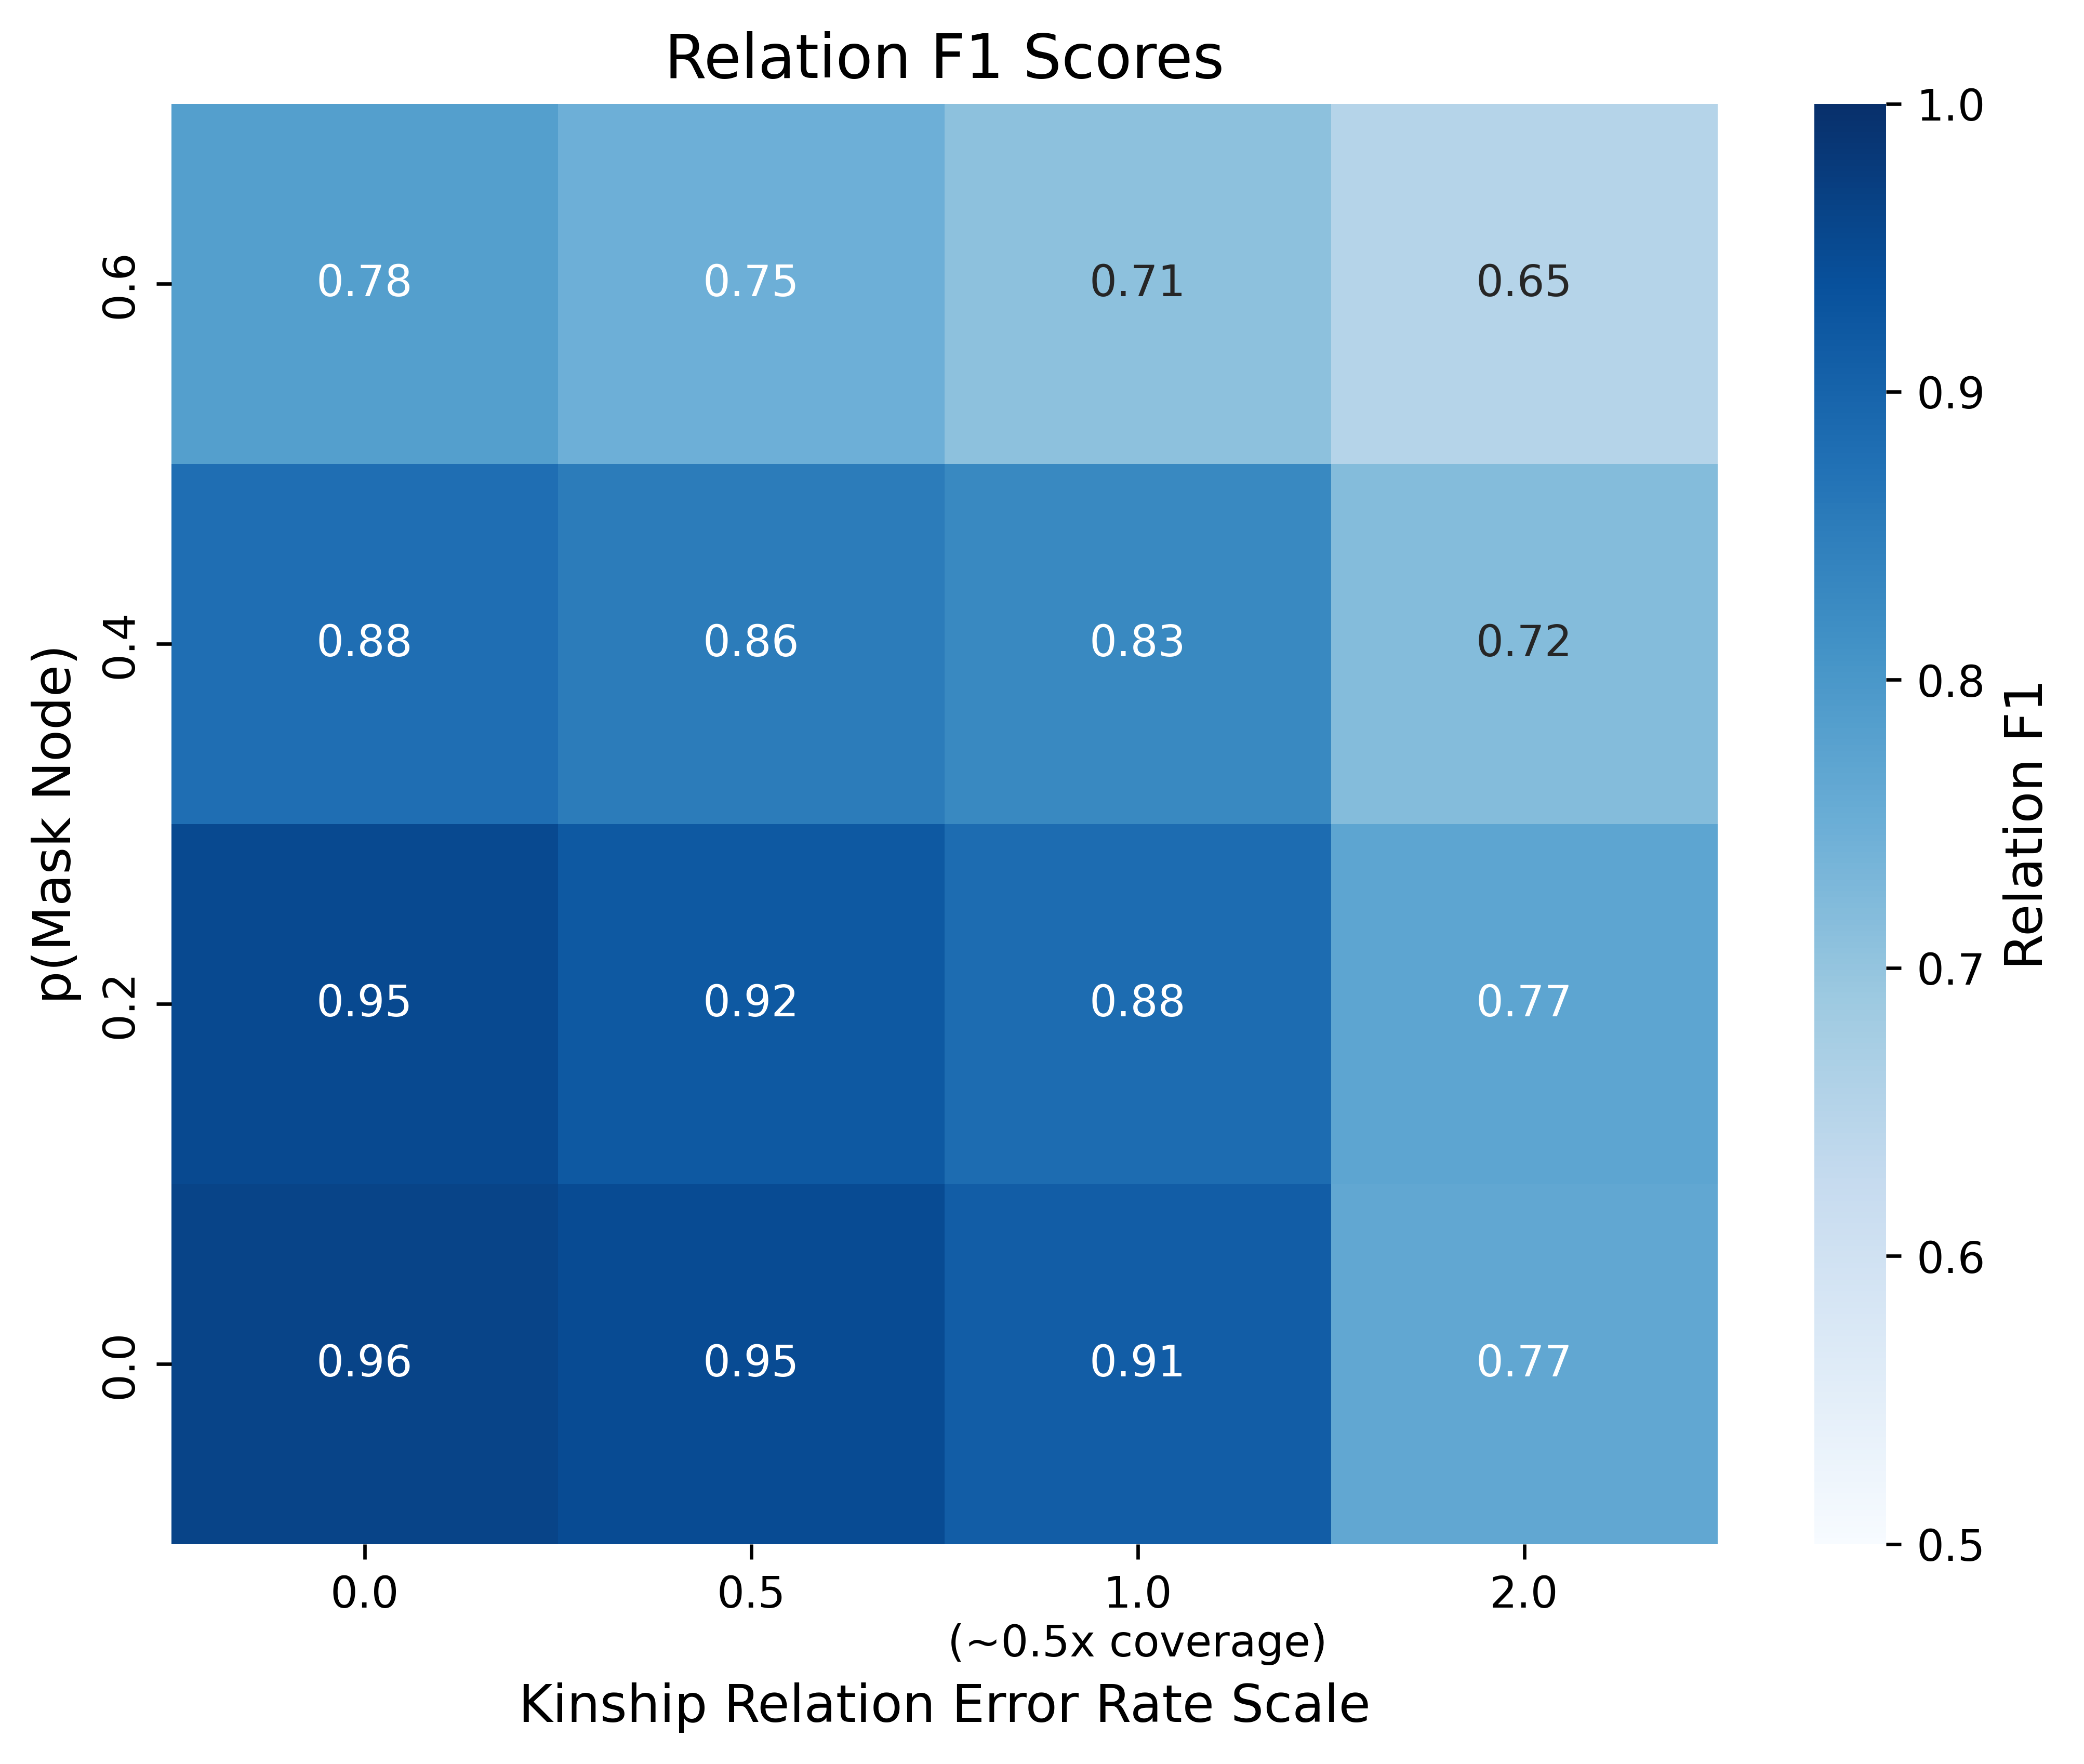 Relation F1 Scores
p(Mask Node)
0.6
0.78 0.75 0.71 0.65
0.4
0.88 0.86 0.83 0.72
0.2
0.95 0.92 0.88 0.77
0.0
0.96 0.95 0.91 0.77
0.0 0.5 1.0 2.0
(~0.5x coverage)
Kinship Relation Error Rate Scale
1.0
0.9
0.8
0.7
0.6
0.5
Relation F1